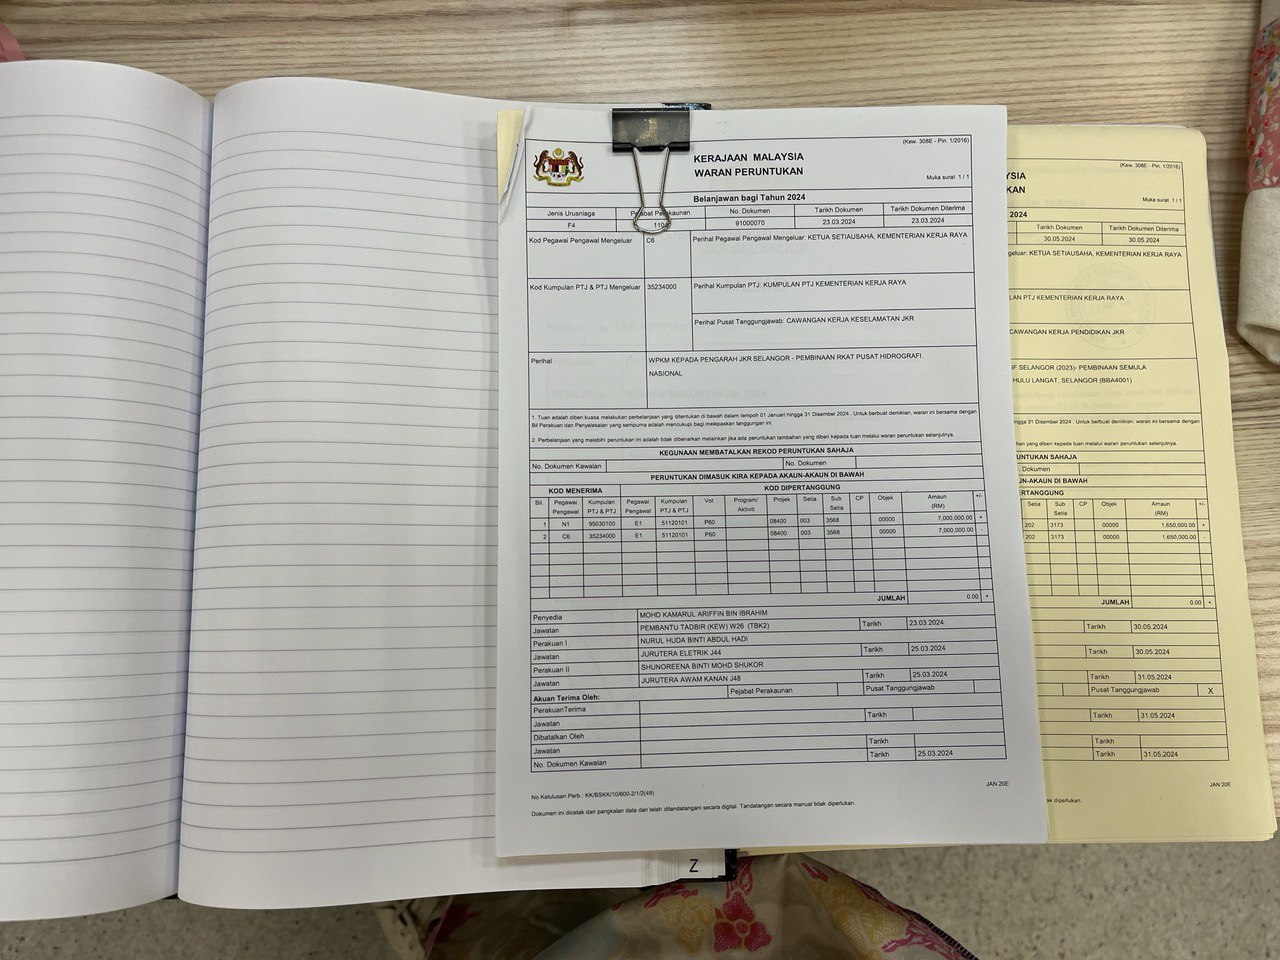 (Kew. 308E - Pin. 1/2016)
KERAJAAN MALAYSIA
WARAN PERUNTUKAN
Muka surat 1 / 1
Belanjawan bagi Tahun 2024
Jenis Urusniaga Pejabat Perakaunan No. Dokumen Tarikh Dokumen Tarikh Dokumen Diterima
F4 1104 91000070 23.03.2024 23.03.2024
Kod Pegawai Pengawal Mengeluar C6 Perihal Pegawai Pengawal Mengeluar: KETUA SETIAUSAHA, KEMENTERIAN KERJA RAYA
Kod Kumpulan PTJ & PTJ Mengeluar 35234000 Perihal Kumpulan PTJ: KUMPULAN PTJ KEMENTERIAN KERJA RAYA
Perihal Pusat Tanggungjawab: CAWANGAN KERJA KESELAMATAN JKR
Perihal WPKM KEPADA PENGARAH JKR SELANGOR - PEMBINAAN RKAT PUSAT HIDROGRAFI
NASIONAL
1. Tuan adalah diberi kuasa melakukan perbelanjaan yang ditentukan di bawah dalam tempoh 01 Januari hingga 31 Disember 2024 : Untuk berbuat demikian, waran ini bersama dengan
Bil Perakuan dan Penyelesaian yang sempurna adalah mencukupi bagi melepaskan tanggungan ini.
2. Perbelanjaan yang melebihi peruntukan ini adalah tidak dibenarkan melainkan jika ada peruntukan tambahan yang diberi kepada tuan melalui waran peruntukan selanjutnya.
KEGUNAAN MEMBATALKAN REKOD PERUNTUKAN SAHAJA
No. Dokumen Kawalan No. Dokumen
PERUNTUKAN DIMASUK KIRA KEPADA AKAUN-AKAUN DI BAWAH
KOD MENERIMA KOD DIPERTANGGUNG
Bil. Pegawai Pengawal Kumpulan PTJ & PTJ Pegawai Pengawal Kumpulan PTJ & PTJ Vot Program/ Aktiviti Projek Setia Sub Setia CP Objek Amaun (RM) +/-
1 N1 95030100 E1 51120101 P60 08400 003 3568 00000 7,000,000.00 +
2 C6 35234000 E1 51120101 P60 08400 003 3568 00000 7,000,000.00 -
JUMLAH 0.00 +
Penyedia MOHD KAMARUL ARIFFIN BIN IBRAHIM
Jawatan PEMBANTU TADBIR (KEW) W26 (TBK2) Tarikh 23.03.2024
Perakuan I NURUL HUDA BINTI ABDUL HADI
Jawatan JURUTERA ELETRIK J44 Tarikh 25.03.2024
Perakuan II SHUNOREENA BINTI MOHD SHUKOR
Jawatan JURUTERA AWAM KANAN J48 Tarikh 25.03.2024
Akuan Terima Oleh: Pejabat Perakaunan Pusat Tanggungjawab
PerakuanTerima
Jawatan Tarikh
Dibatalkan Oleh
Jawatan Tarikh 25.03.2024
No. Dokumen Kawalan
JAN 20E
No Kelulusan Perb : KK/BSKK/10/600-2/1/2(49)
Dokumen ini dicetak dari pangkalan data dan telah ditandatangani secara digital. Tandatangan secara manual tidak diperlukan.
Z
(Kew. 308E - Pin. 1/2016)
YSIA
KAN
Muka surat 1 / 1
2024
Tarikh Dokumen Tarikh Dokumen Diterima
30.05.2024 30.05.2024
ngeluar: KETUA SETIAUSAHA, KEMENTERIAN KERJA RAYA
LAN PTJ KEMENTERIAN KERJA RAYA
CAWANGAN KERJA PENDIDIKAN JKR
IF SELANGOR (2023)- PEMBINAAN SEMULA
HULU LANGAT, SELANGOR (BBA4001)
hingga 31 Disember 2024 : Untuk berbuat demikian, waran ini bersama dengan
bahan yang diberi kepada tuan melalui waran peruntukan selanjutnya.
UNTUKAN SAHAJA
Dokumen
UN-AKAUN DI BAWAH
ERTANGGUNG
Setia Sub Setia CP Objek Amaun (RM) +/-
202 3173 00000 1,650,000.00 +
202 3173 00000 1,650,000.00 -
JUMLAH 0.00 +
Tarikh 30.05.2024
Tarikh 30.05.2024
Tarikh 31.05.2024
Pusat Tanggungjawab X
Tarikh 31.05.2024
Tarikh
Tarikh 31.05.2024
JAN 20E
ak diperlukan.